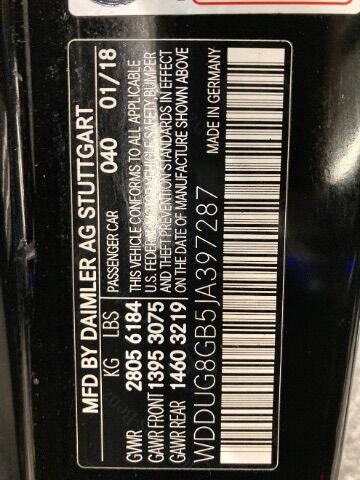 MFD BY DAIMLER AG STUTTGART
KG LBS PASSENGER CAR 040 01/18
GVWR 2805 6184 THIS VEHICLE CONFORMS TO ALL APPLICABLE
GAWR FRONT 1395 3075 U.S. FEDERAL MOTOR VEHICLE SAFETY BUMPER
GAWR REAR 1460 3219 AND THEFT PREVENTION STANDARDS IN EFFECT
ON THE DATE OF MANUFACTURE SHOWN ABOVE
MADE IN GERMANY
WDDUG8GB5JA397287